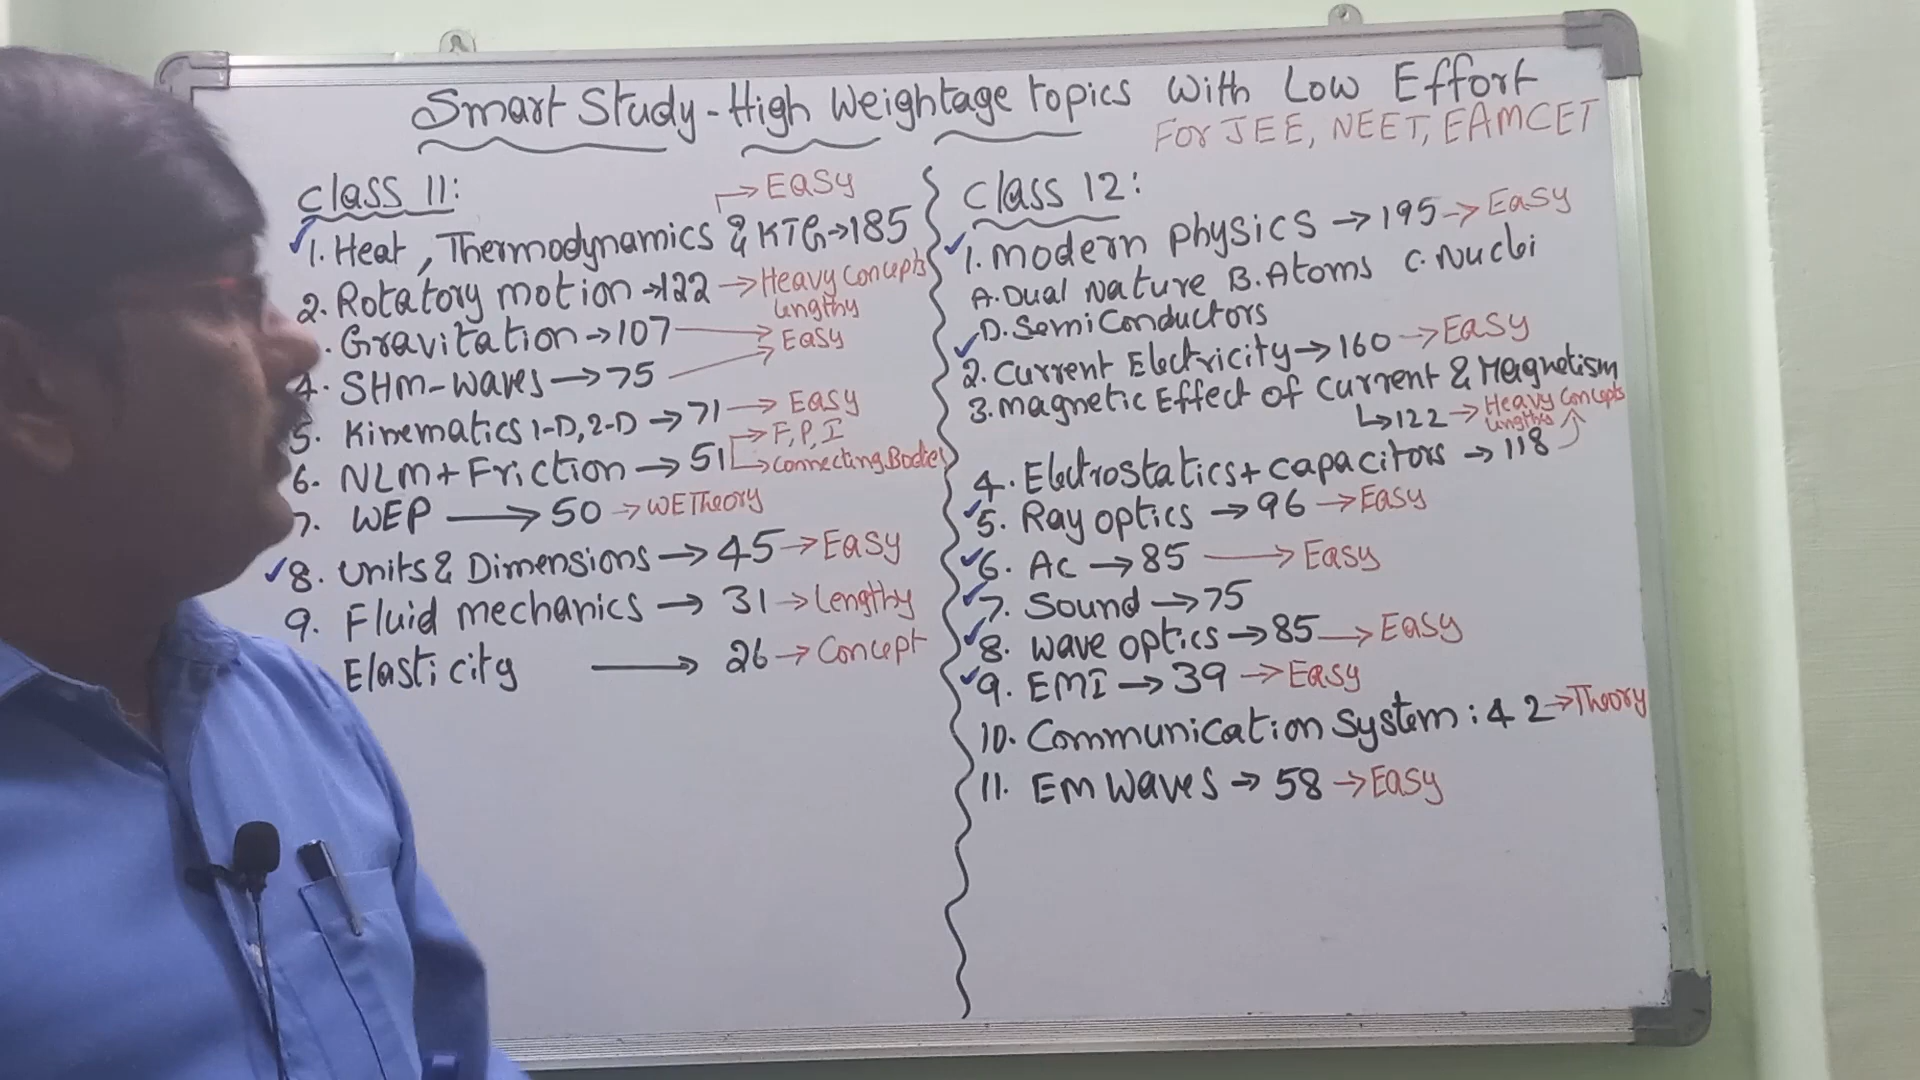 Smart Study - High Weightage topics With Low Effort
For JEE, NEET, EAMCET
Class 11:
→ Easy
1. Heat, Thermodynamics & KTG → 185
2. Rotatory motion → 122 → Heavy Concepts
Lengthy
. Gravitation → 107 → Easy
4. SHM-Waves → 75
5. Kinematics 1-D, 2-D → 71 → Easy
→ F, P, I
6. NLM + Friction → 51 → Connecting Bodies
7. WEP → 50 → WE Theory
8. Units & Dimensions → 45 → Easy
9. Fluid mechanics → 31 → Lengthy
Elasticity → 26 → Concept
Class 12:
1. Modern physics → 195 → Easy
A. Dual Nature B. Atoms C. Nuclei
D. SemiConductors
2. Current Electricity → 160 → Easy
3. Magnetic Effect of Current & Magnetism
↳ 122 → Heavy Concepts
Lengthy
4. Electrostatics + Capacitors → 118
5. Ray optics → 96 → Easy
6. AC → 85 → Easy
7. Sound → 75
8. Wave optics → 85 → Easy
9. EMI → 39 → Easy
10. Communication System : 42 → Theory
11. EM Waves → 58 → Easy